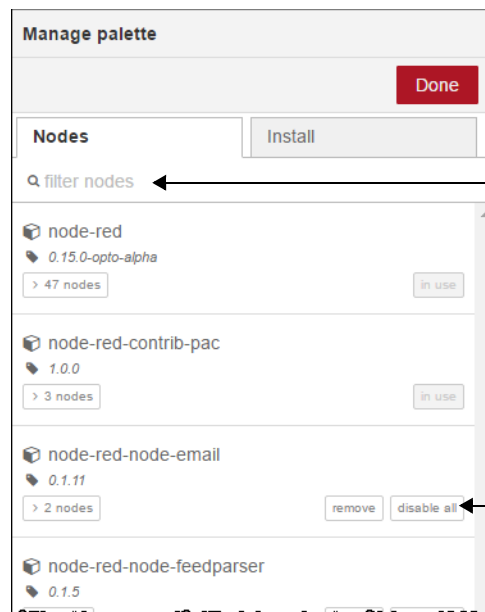 Manage palette
Done
Nodes
Install
filter nodes
node-red
0.15.0-opto-alpha
> 47 nodes
in use
node-red-contrib-pac
1.0.0
> 3 nodes
in use
node-red-node-email
0.1.11
> 2 nodes
remove
disable all
node-red-node-feedparser
0.1.5